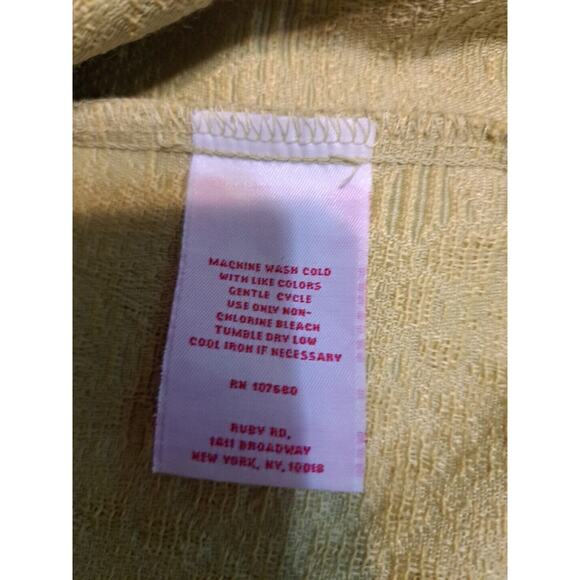 MACHINE WASH COLD
WITH LIKE COLORS
GENTLE CYCLE
USE ONLY NON-
CHLORINE BLEACH
TUMBLE DRY LOW
COOL IRON IF NECESSARY
RN 107680
RUBY RD,
1411 BROADWAY
NEW YORK, NY, 10018